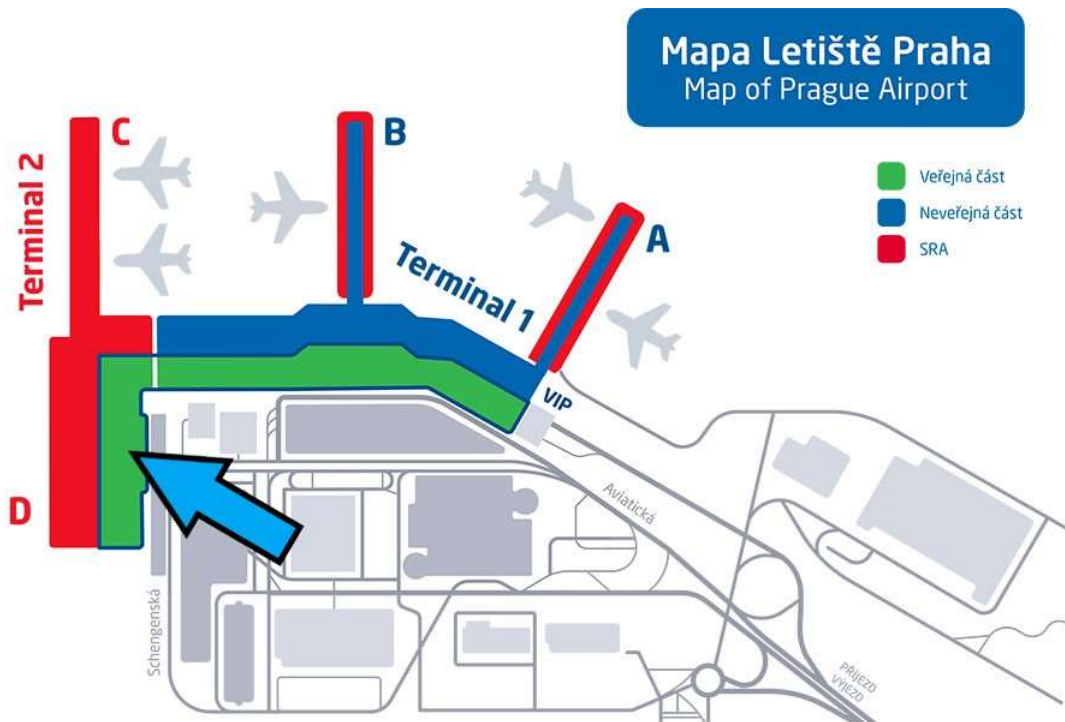 Mapa Letiště Praha
Map of Prague Airport
Veřejná část
Neveřejná část
SRA
C
B
A
Terminal 2
Terminal 1
VIP
D
Aviatická
Schengenská
PŘÍJEZD
VÝJEZD